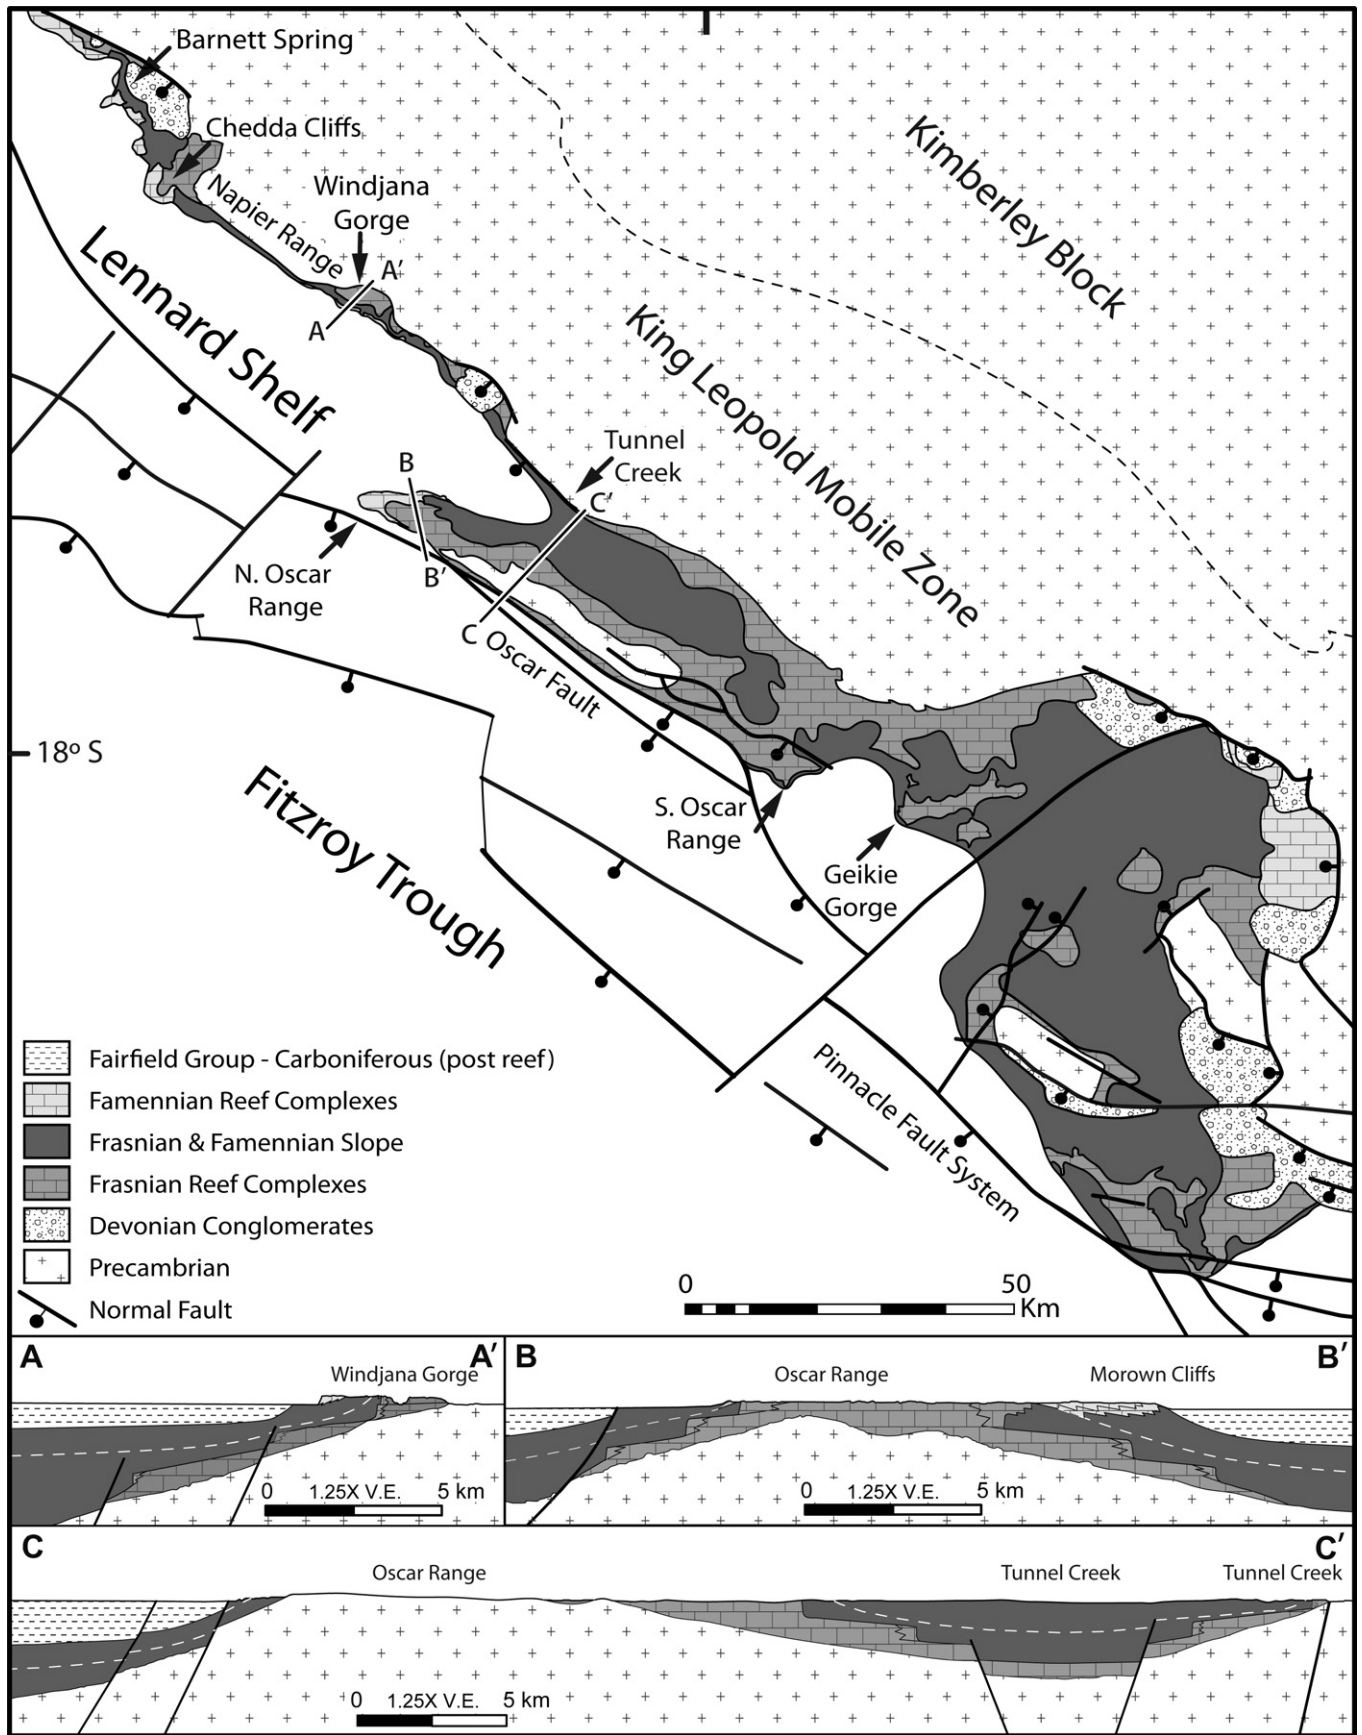 Barnett Spring
Chedda Cliffs
Napier Range
Windjana
Gorge
A'
A
Lennard Shelf
Kimberley Block
King Leopold Mobile Zone
Tunnel
Creek
B
C'
N. Oscar
Range
B'
C
Oscar Fault
18º S
Fitzroy Trough
S. Oscar
Range
Geikie
Gorge
Pinnacle Fault System
Fairfield Group - Carboniferous (post reef)
Famennian Reef Complexes
Frasnian & Famennian Slope
Frasnian Reef Complexes
Devonian Conglomerates
Precambrian
Normal Fault
0 50
Km
A A'
Windjana Gorge
0 1.25X V.E. 5 km
B B'
Oscar Range Morown Cliffs
0 1.25X V.E. 5 km
C C'
Oscar Range Tunnel Creek Tunnel Creek
0 1.25X V.E. 5 km